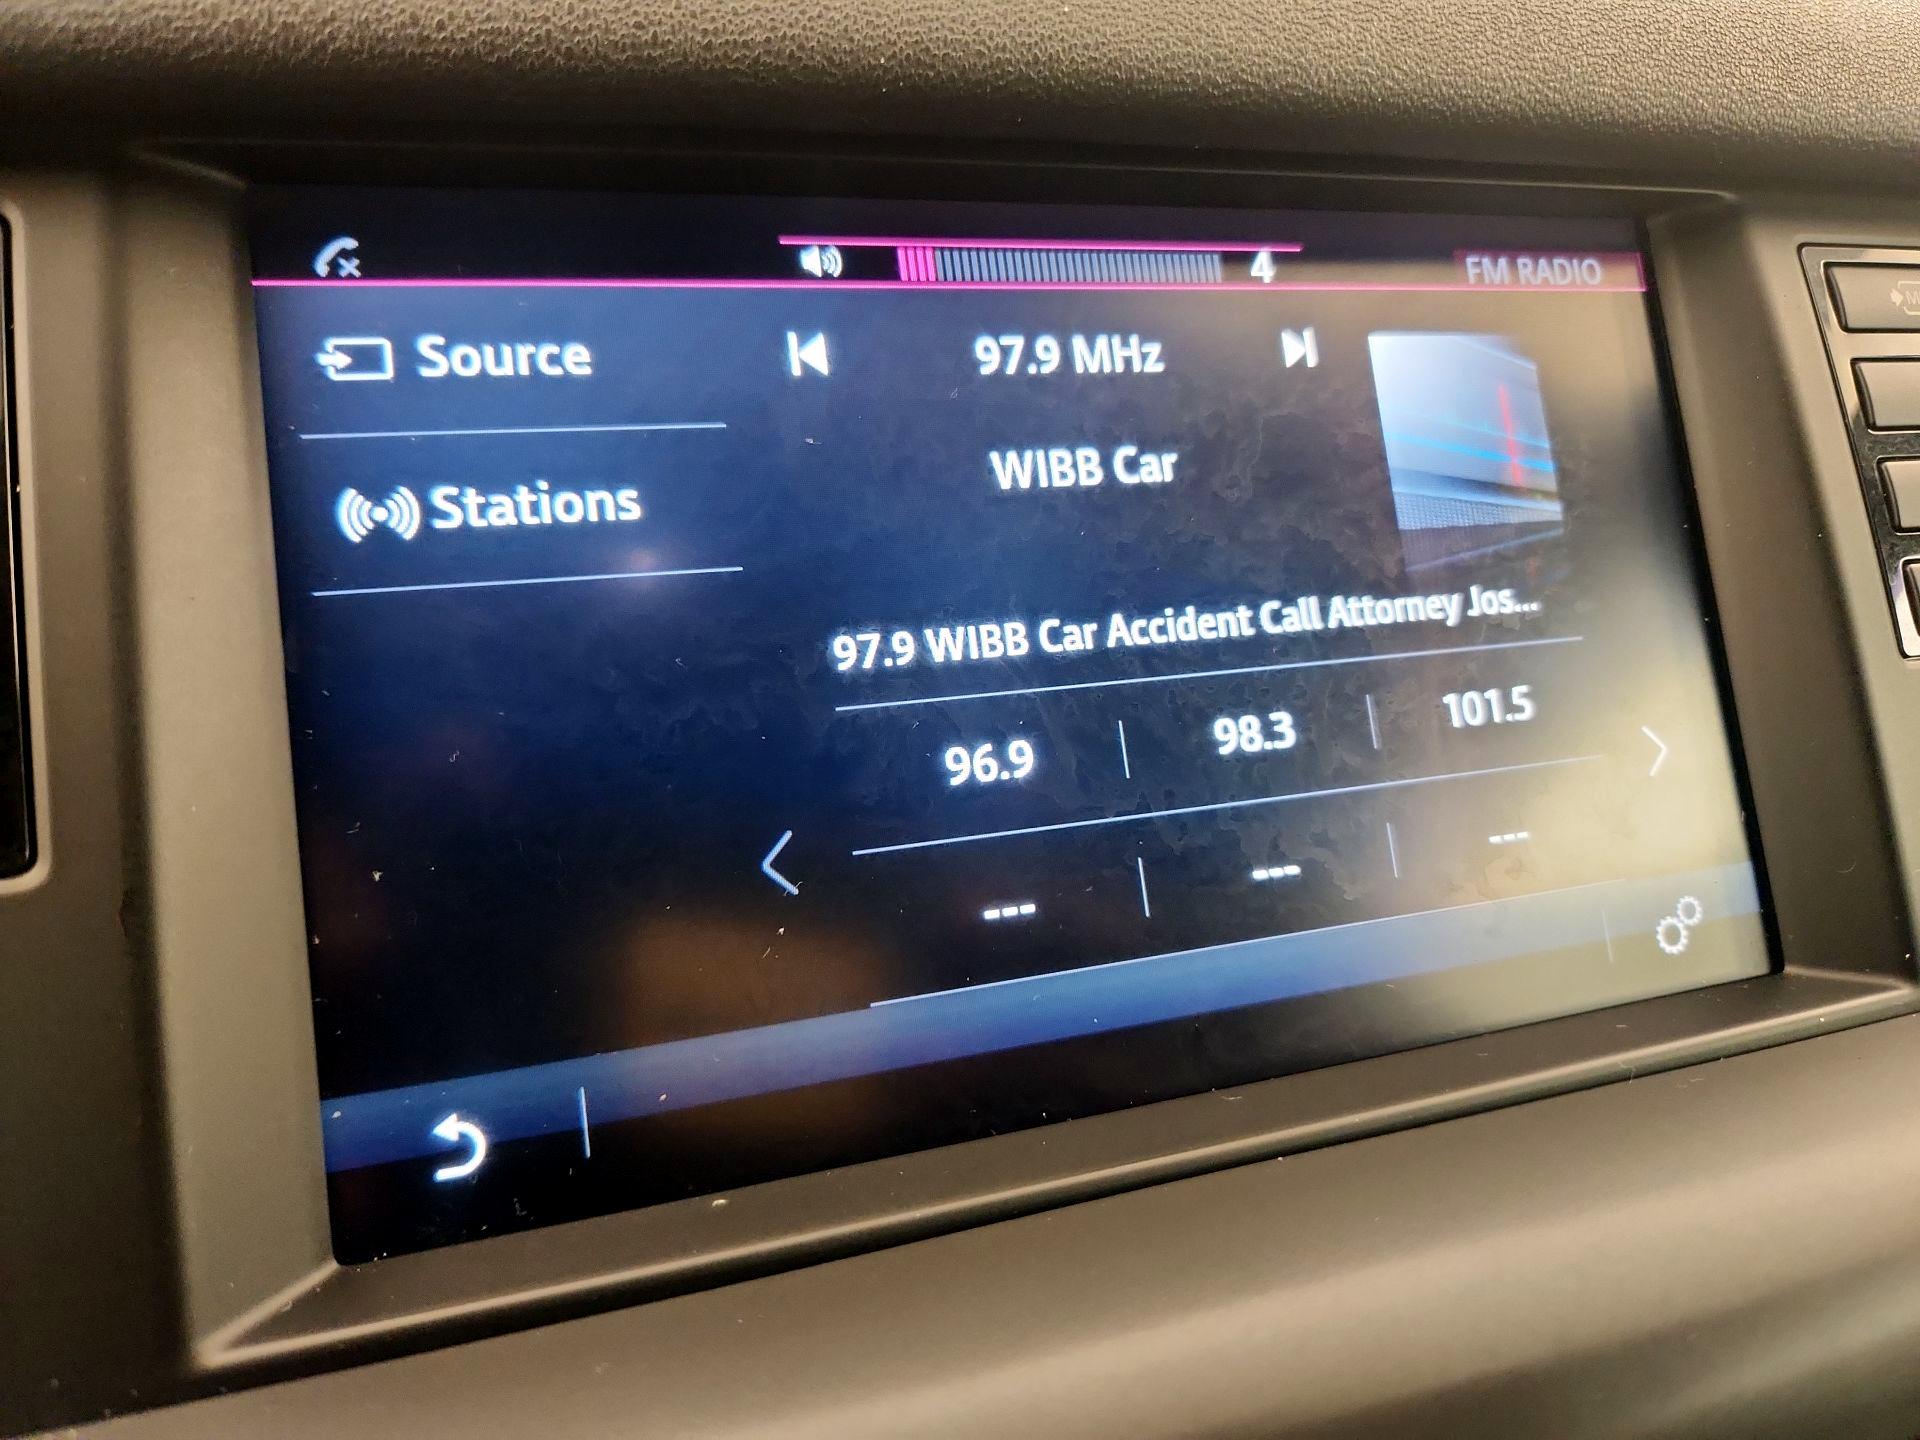 4
FM RADIO
Source
97.9 MHz
WIBB Car
Stations
97.9 WIBB Car Accident Call Attorney Jos...
96.9
98.3
101.5
---
---
---